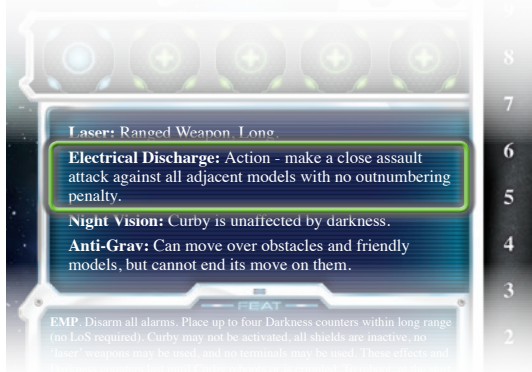 9
8
7
Laser: Ranged Weapon, Long.
Electrical Discharge: Action - make a close assault
attack against all adjacent models with no outnumbering
penalty.
Night Vision: Curby is unaffected by darkness.
Anti-Grav: Can move over obstacles and friendly
models, but cannot end its move on them.
6
5
4
3
2
FEAT
EMP. Disarm all alarms. Place up to four Darkness counters within long range
(no LoS required). Curby may not be activated, all shields are inactive, no
'laser' weapons may be used, and no terminals may be used. These effects and